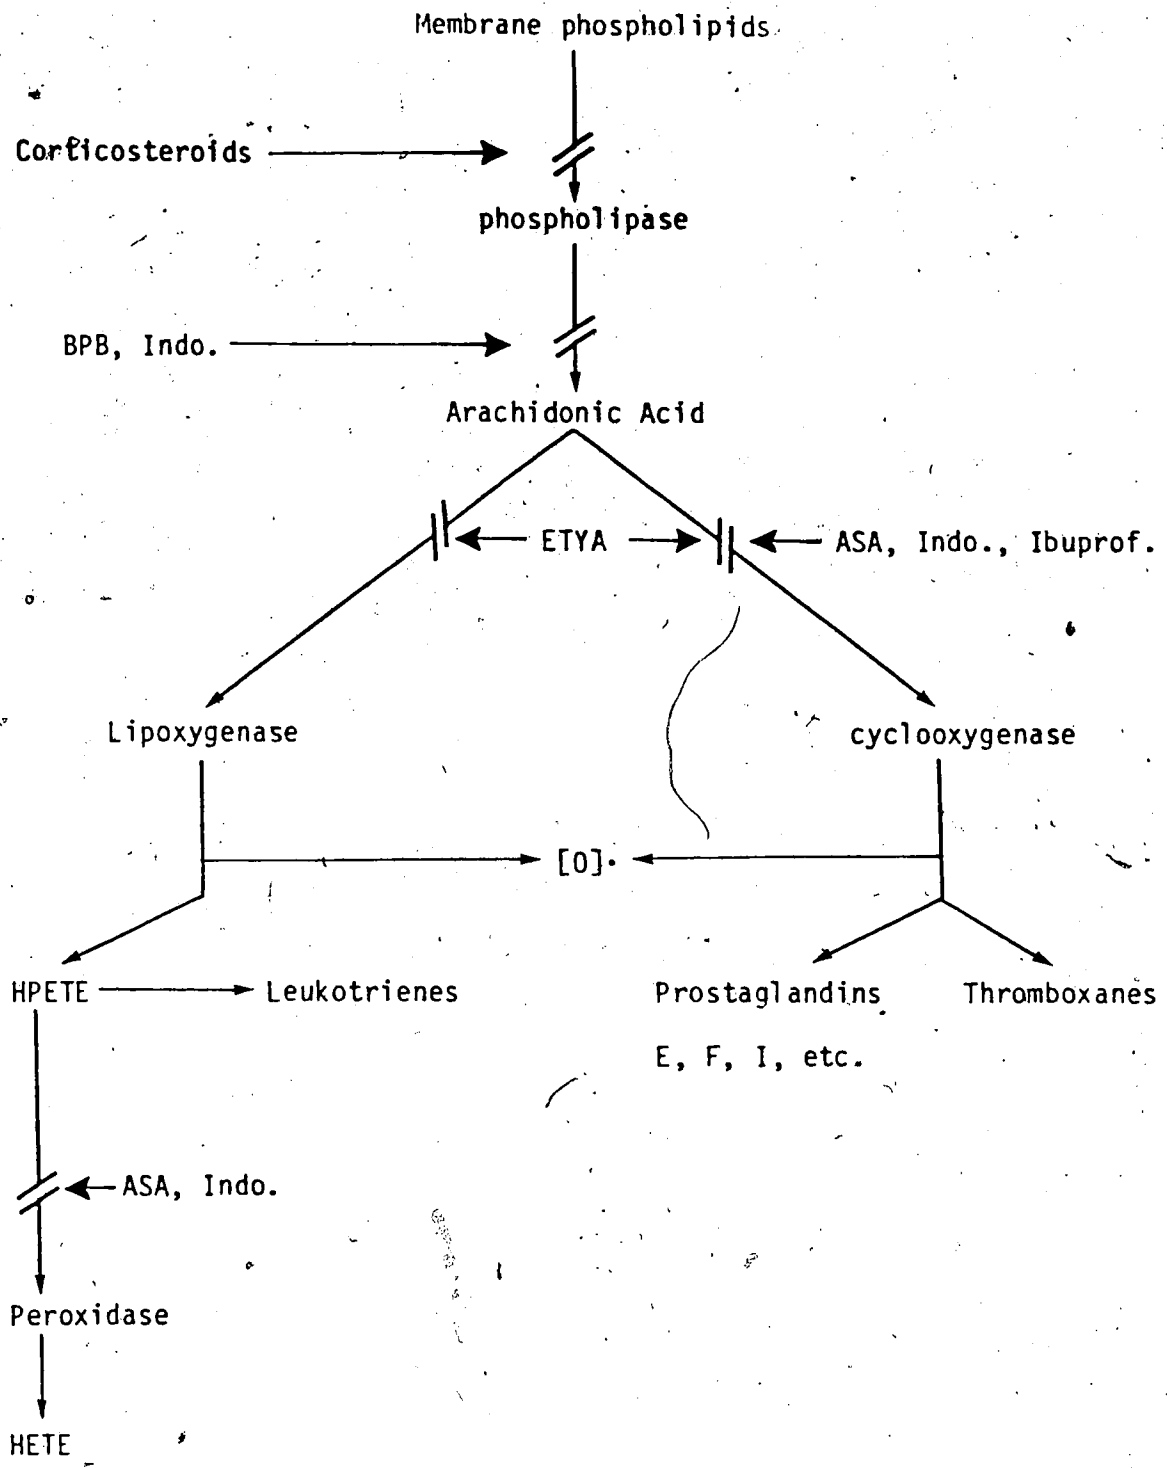 Membrane phospholipids
Corticosteroids
phospholipase
BPB, Indo.
Arachidonic Acid
ETYA
ASA, Indo., Ibuprof.
Lipoxygenase
cyclooxygenase
[O]·
HPETE
Leukotrienes
Prostaglandins
Thromboxanes
E, F, I, etc.
ASA, Indo.
Peroxidase
HETE